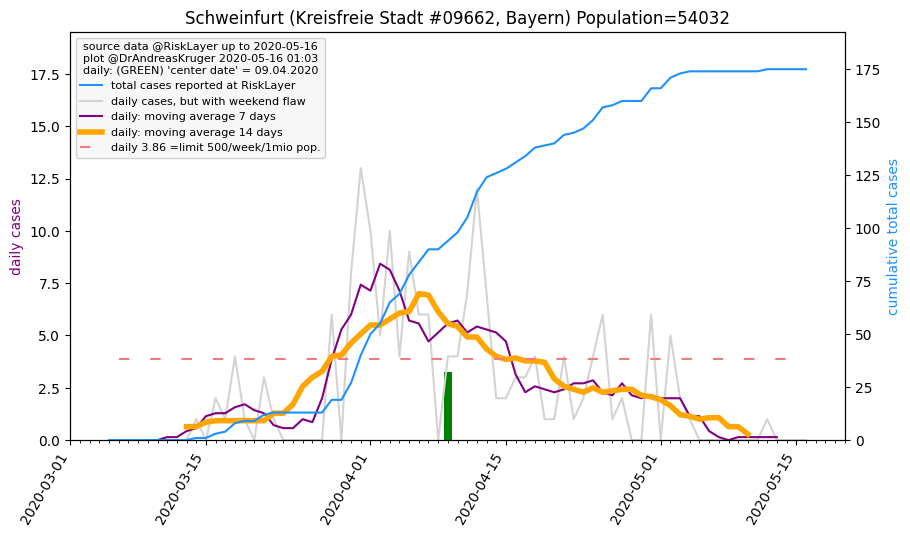 Schweinfurt (Kreisfreie Stadt #09662, Bayern) Population=54032
source data @RiskLayer up to 2020-05-16
plot @DrAndreasKruger 2020-05-16 01:03
daily: (GREEN) 'center date' = 09.04.2020
total cases reported at RiskLayer
daily cases, but with weekend flaw
daily: moving average 7 days
daily: moving average 14 days
daily 3.86 =limit 500/week/1mio pop.
daily cases
17.5
15.0
12.5
10.0
7.5
5.0
2.5
0.0
cumulative total cases
175
150
125
100
75
50
25
0
2020-03-01
2020-03-15
2020-04-01
2020-04-15
2020-05-01
2020-05-15